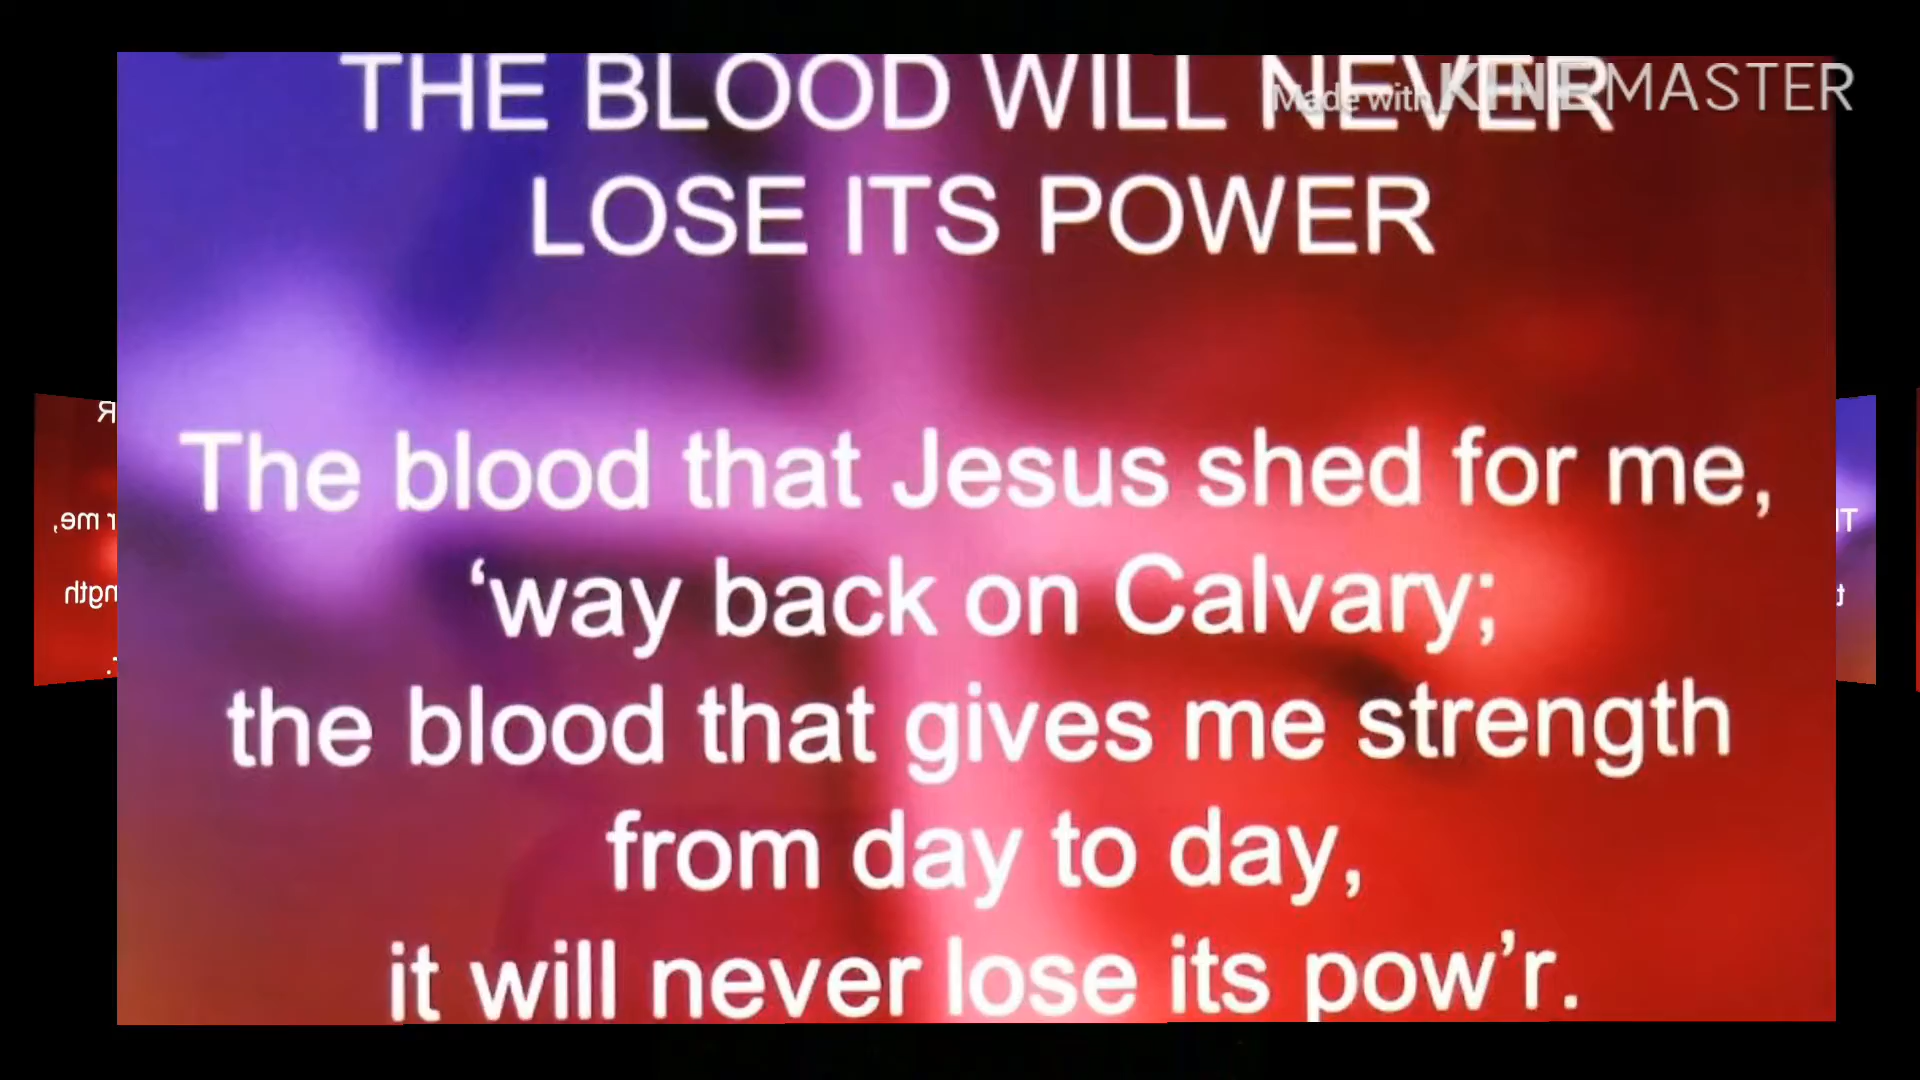 THE BLOOD WILL NEVER
Made with KINEMASTER
LOSE ITS POWER
The blood that Jesus shed for me,
‘way back on Calvary;
the blood that gives me strength
from day to day,
it will never lose its pow’r.